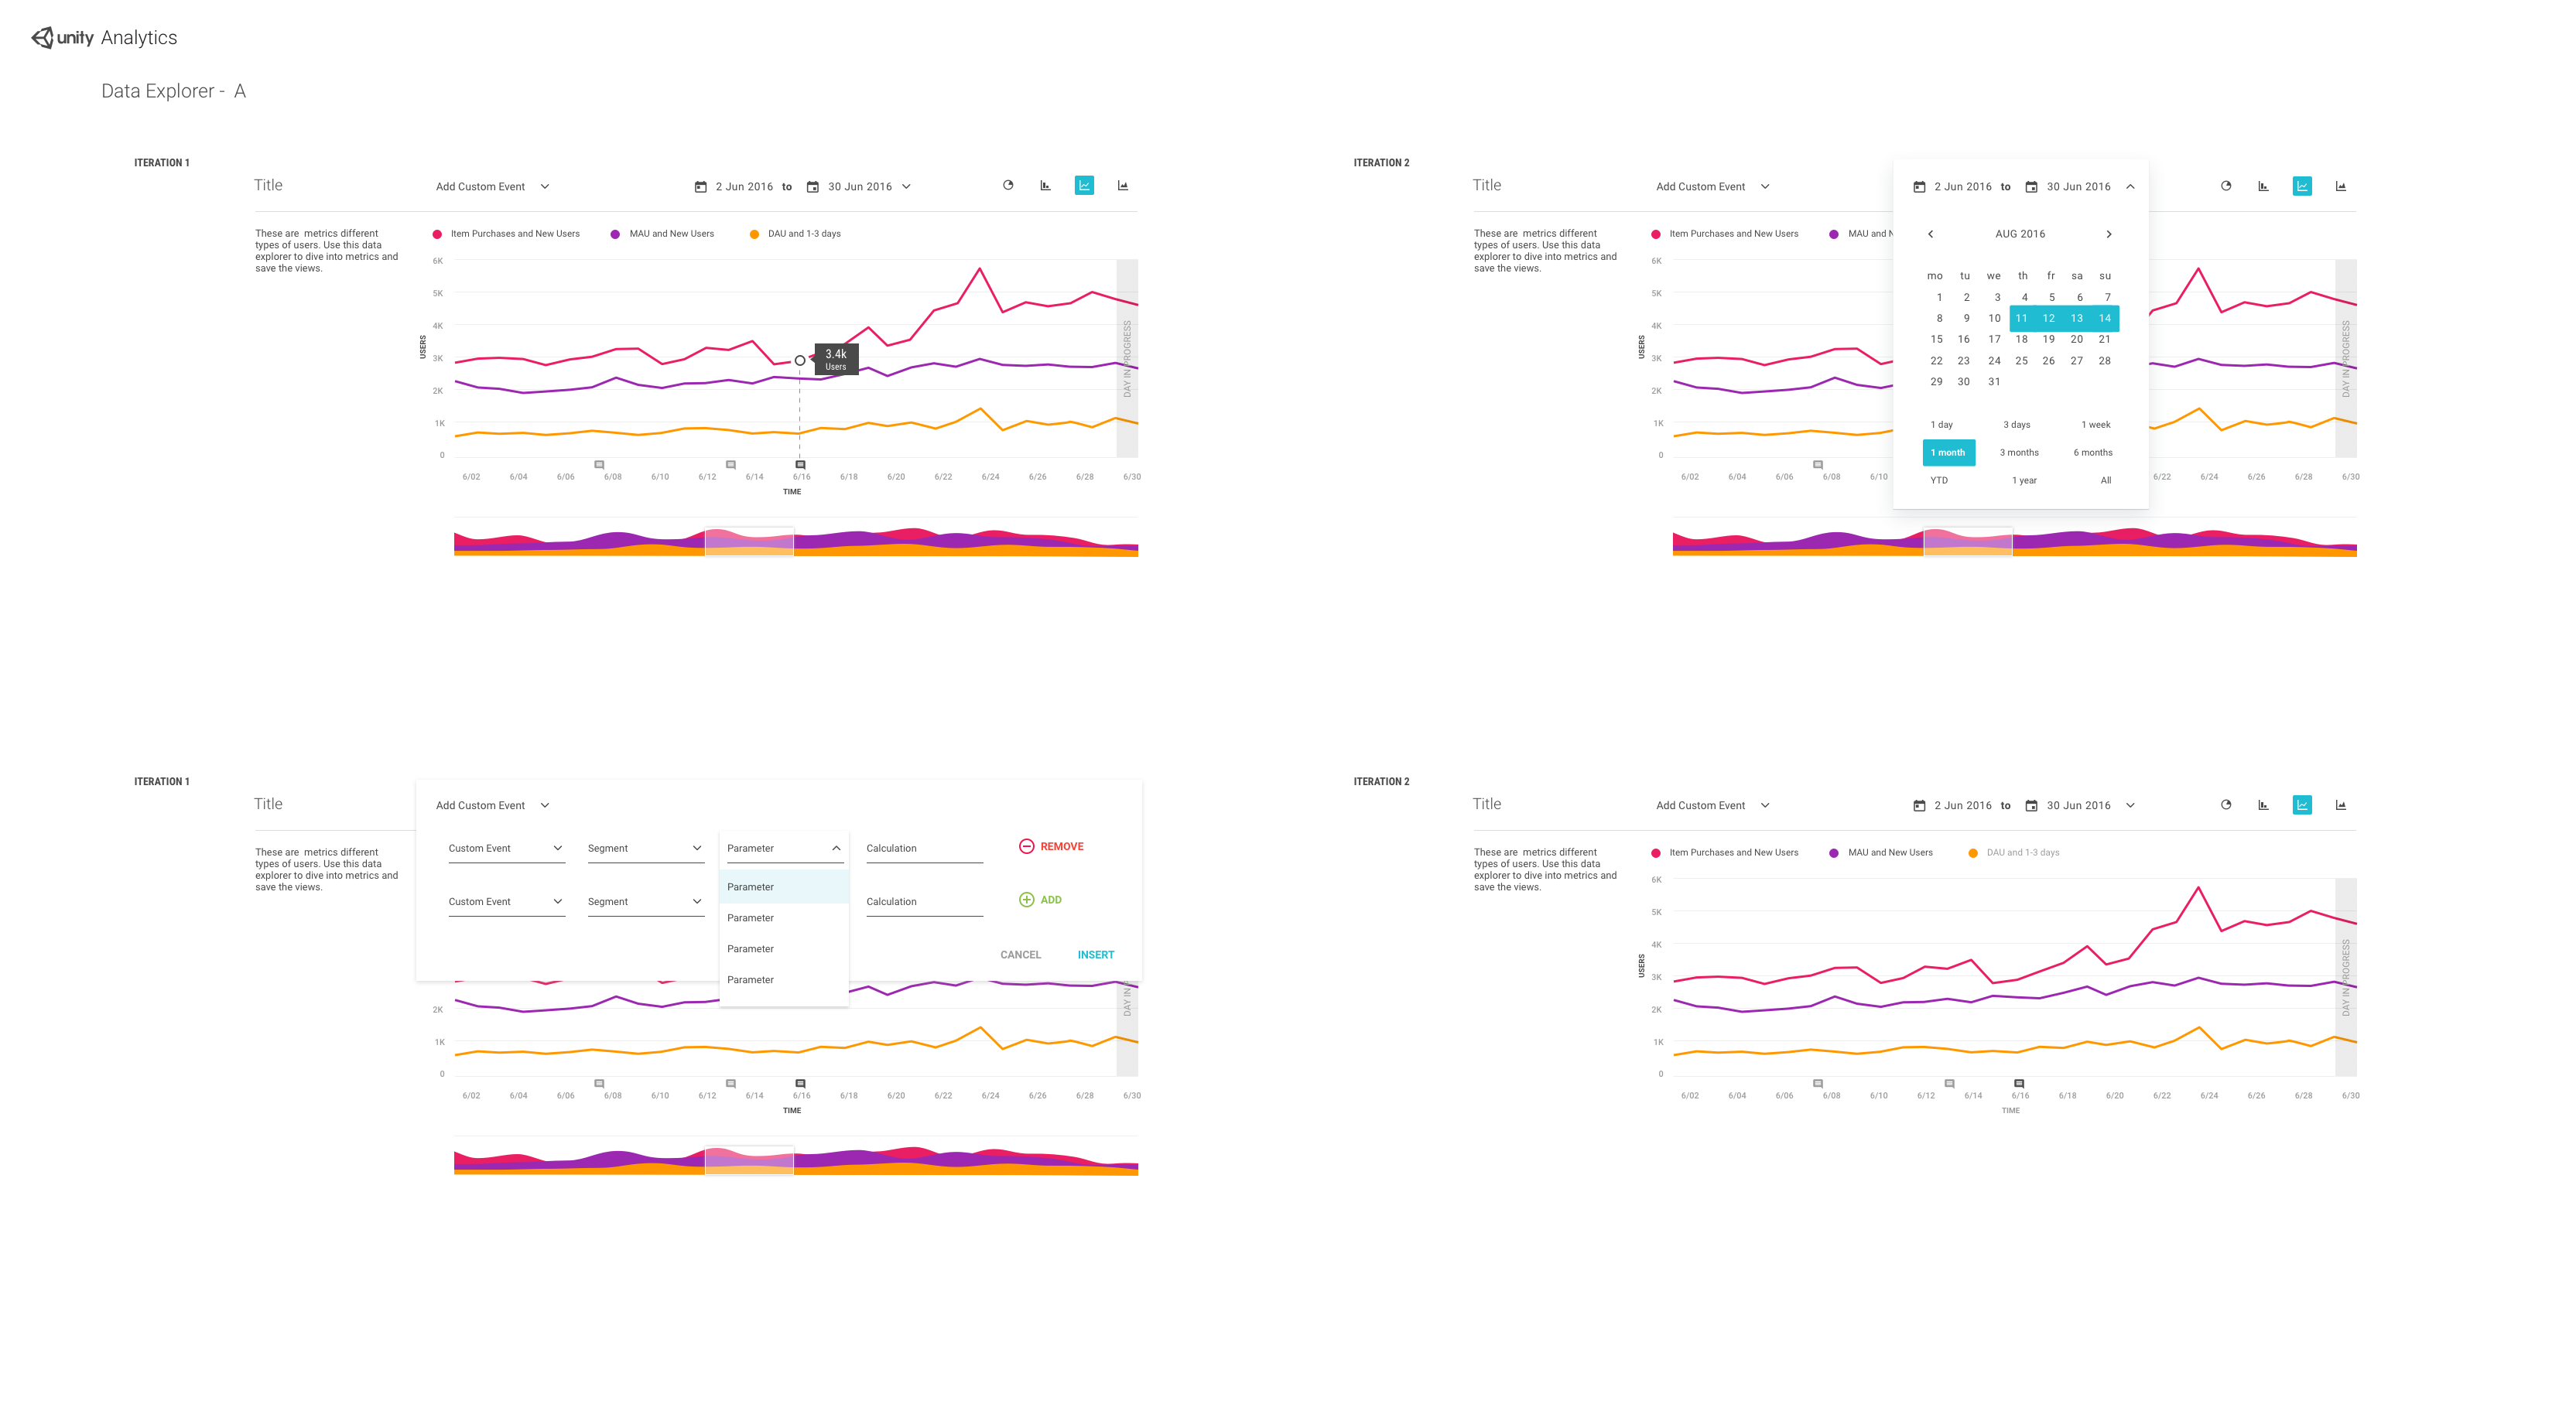 unity Analytics
Data Explorer - A
ITERATION 1
Title
Add Custom Event
2 Jun 2016 to 30 Jun 2016
These are metrics different
types of users. Use this data
explorer to dive into metrics and
save the views.
Item Purchases and New Users
MAU and New Users
DAU and 1-3 days
6K
5K
4K
3K
2K
1K
0
USERS
3.4k
Users
DAY IN PROGRESS
6/02 6/04 6/06 6/08 6/10 6/12 6/14 6/16 6/18 6/20 6/22 6/24 6/26 6/28 6/30
TIME
ITERATION 2
Title
Add Custom Event
2 Jun 2016 to 30 Jun 2016
These are metrics different
types of users. Use this data
explorer to dive into metrics and
save the views.
Item Purchases and New Users
MAU and N
6K
5K
4K
3K
2K
1K
0
USERS
AUG 2016
mo tu we th fr sa su
1 2 3 4 5 6 7
8 9 10 11 12 13 14
15 16 17 18 19 20 21
22 23 24 25 26 27 28
29 30 31
1 day 3 days 1 week
1 month 3 months 6 months
YTD 1 year All
DAY IN PROGRESS
6/02 6/04 6/06 6/08 6/10 6/22 6/24 6/26 6/28 6/30
ITERATION 1
Title
Add Custom Event
These are metrics different
types of users. Use this data
explorer to dive into metrics and
save the views.
Custom Event Segment Parameter Calculation REMOVE
Parameter
Custom Event Segment Calculation ADD
Parameter
Parameter
Parameter
CANCEL INSERT
2K
1K
0
DAY IN
6/02 6/04 6/06 6/08 6/10 6/12 6/14 6/16 6/18 6/20 6/22 6/24 6/26 6/28 6/30
TIME
ITERATION 2
Title
Add Custom Event
2 Jun 2016 to 30 Jun 2016
These are metrics different
types of users. Use this data
explorer to dive into metrics and
save the views.
Item Purchases and New Users
MAU and New Users
DAU and 1-3 days
6K
5K
4K
3K
2K
1K
0
USERS
DAY IN PROGRESS
6/02 6/04 6/06 6/08 6/10 6/12 6/14 6/16 6/18 6/20 6/22 6/24 6/26 6/28 6/30
TIME